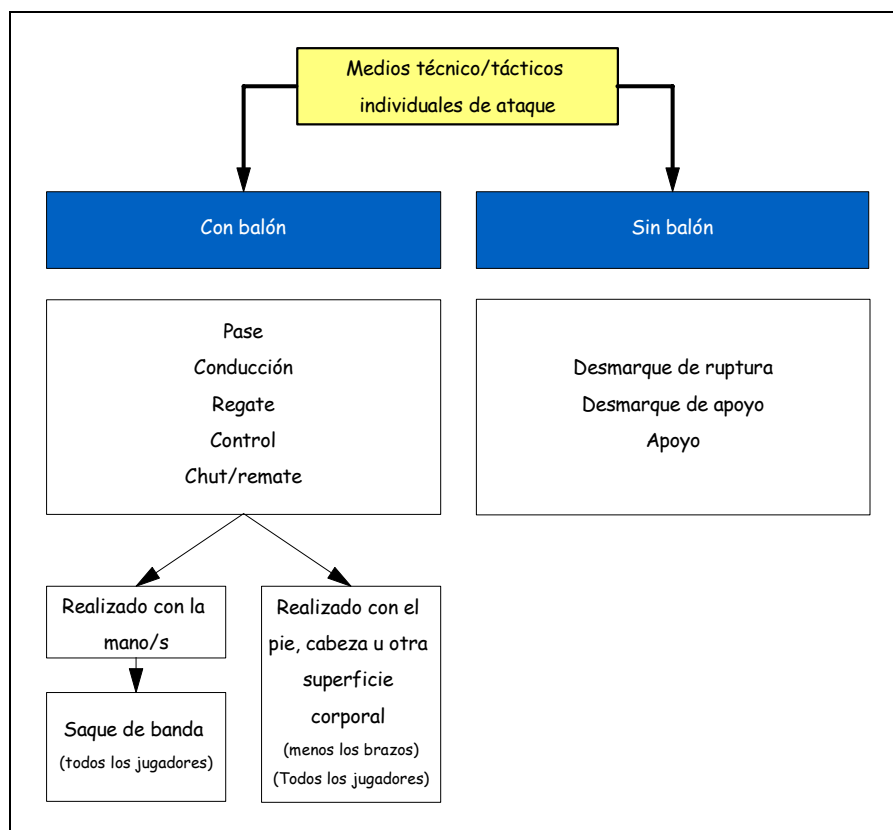 Medios técnico/tácticos
individuales de ataque
Con balón
Sin balón
Pase
Conducción
Regate
Control
Chut/remate
Desmarque de ruptura
Desmarque de apoyo
Apoyo
Realizado con la
mano/s
Realizado con el
pie, cabeza u otra
superficie
corporal
(menos los brazos)
(Todos los jugadores)
Saque de banda
(todos los jugadores)